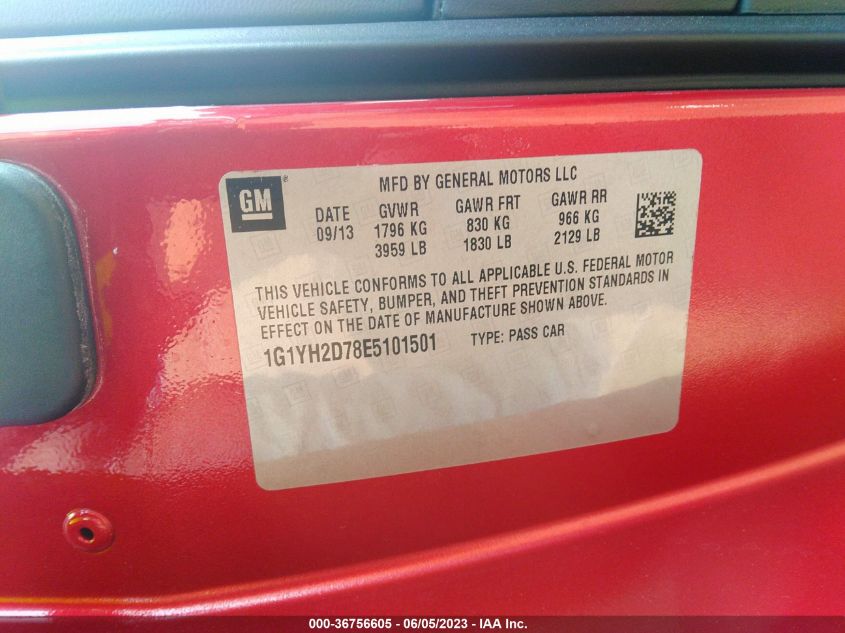 GM ® MFD BY GENERAL MOTORS LLC
DATE GVWR GAWR FRT GAWR RR
09/13 1796 KG 830 KG 966 KG
3959 LB 1830 LB 2129 LB
THIS VEHICLE CONFORMS TO ALL APPLICABLE U.S. FEDERAL MOTOR
VEHICLE SAFETY, BUMPER, AND THEFT PREVENTION STANDARDS IN
EFFECT ON THE DATE OF MANUFACTURE SHOWN ABOVE.
1G1YH2D78E5101501 TYPE: PASS CAR
000-36756605 - 06/05/2023 - IAA Inc.